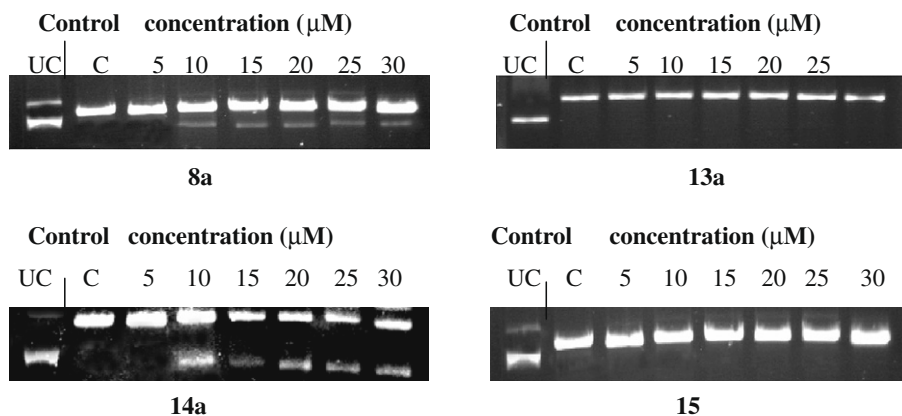 Control concentration (μM)
UC C 5 10 15 20 25 30
8a
Control concentration (μM)
UC C 5 10 15 20 25
13a
Control concentration (μM)
UC C 5 10 15 20 25 30
14a
Control concentration (μM)
UC C 5 10 15 20 25 30
15